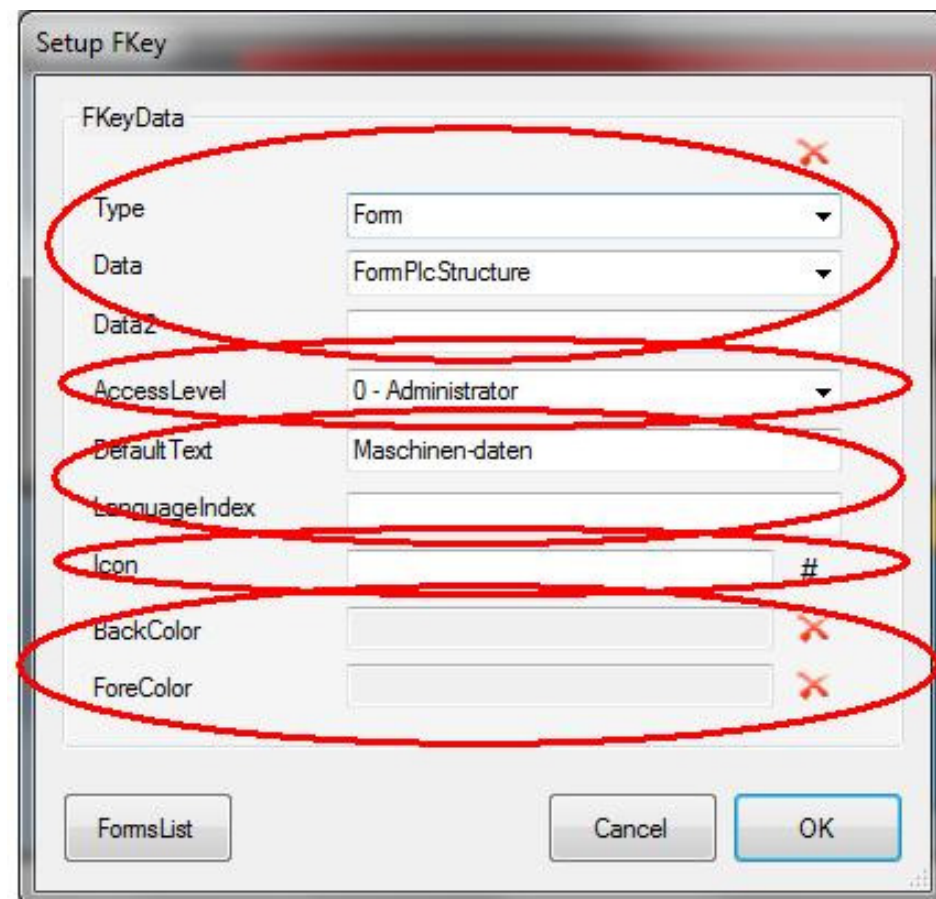 Setup FKey
FKeyData
Type Form
Data FormPlcStructure
Data2
AccessLevel 0 - Administrator
DefaultText Maschinen-daten
LanguageIndex
Icon #
BackColor
ForeColor
FormsList Cancel OK